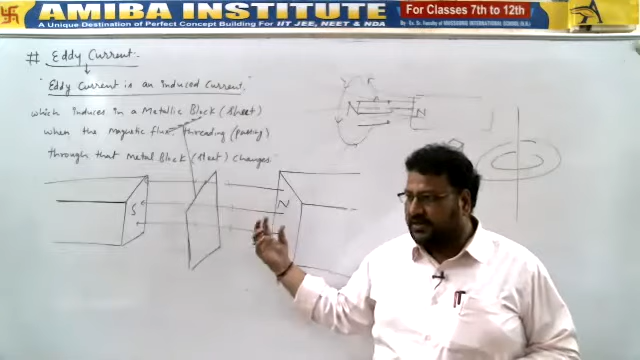 AMIBA INSTITUTE
A Unique Destination of Perfect Concept Building For IIT JEE, NEET & NDA
For Classes 7th to 12th
# Eddy Current.
"Eddy Current is an induced Current."
which induces in a Metallic Block (sheet)
when the Magnetic flux, threading (passing)
through that Metal Block (sheet) Changes."
S
N
N
N